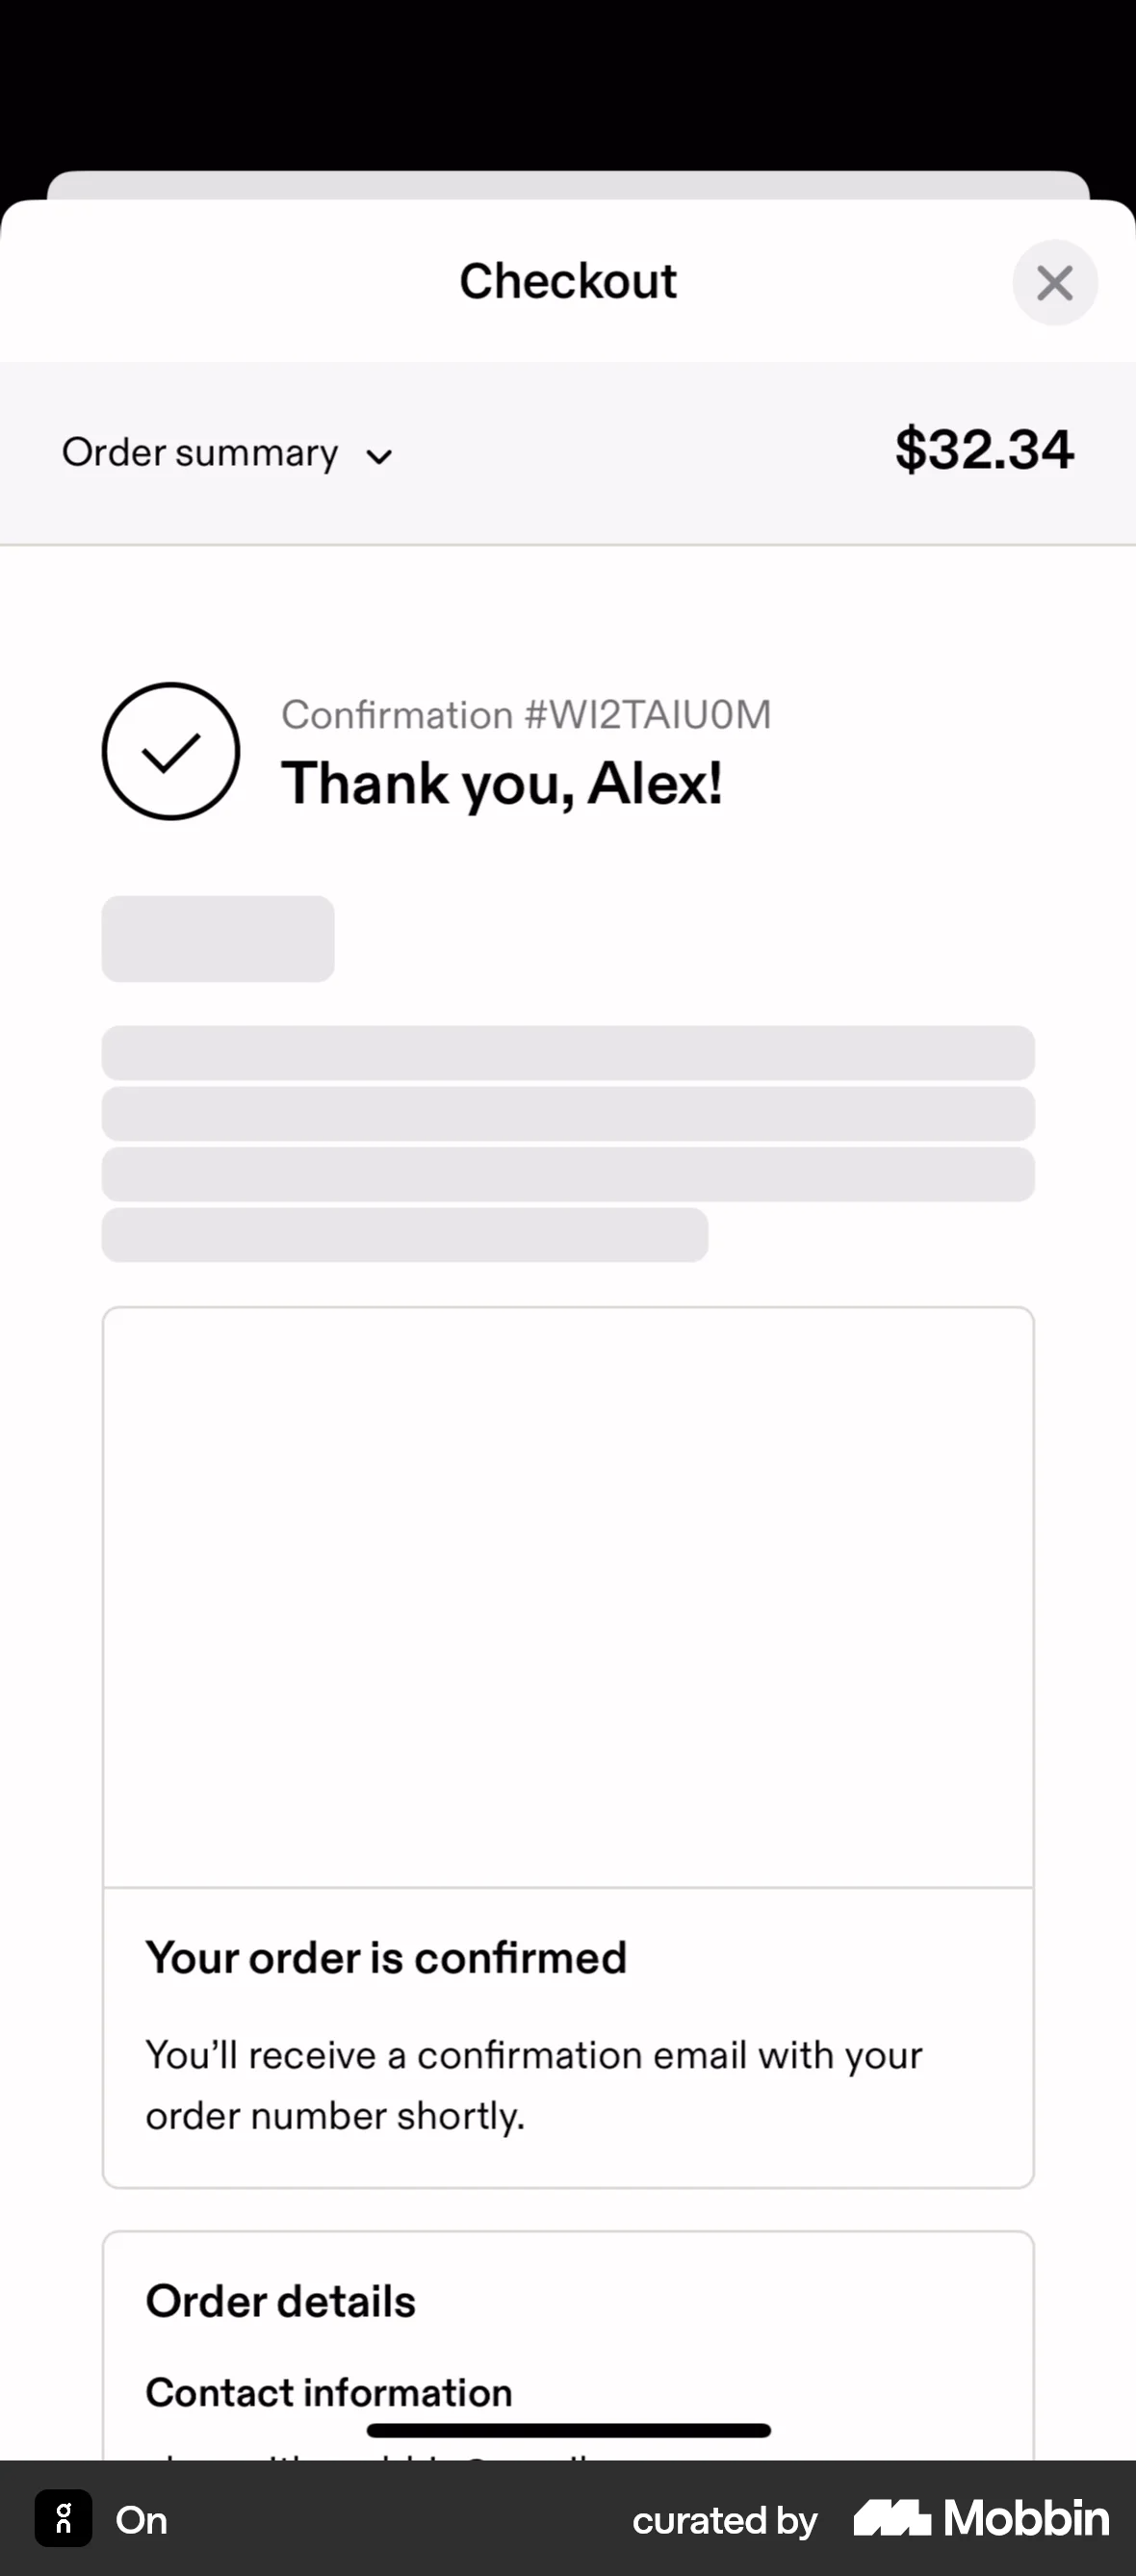 Checkout
Order summary
$32.34
Confirmation #WI2TAIU0M
Thank you, Alex!
Your order is confirmed
You’ll receive a confirmation email with your
order number shortly.
Order details
Contact information
On
curated by Mobbin